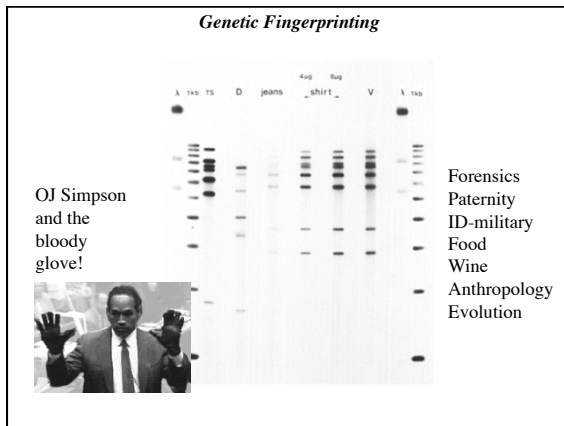 Genetic Fingerprinting
4ug 8ug
λ 1kb TS D jeans shirt V λ 1kb
OJ Simpson
and the
bloody
glove!
Forensics
Paternity
ID-military
Food
Wine
Anthropology
Evolution